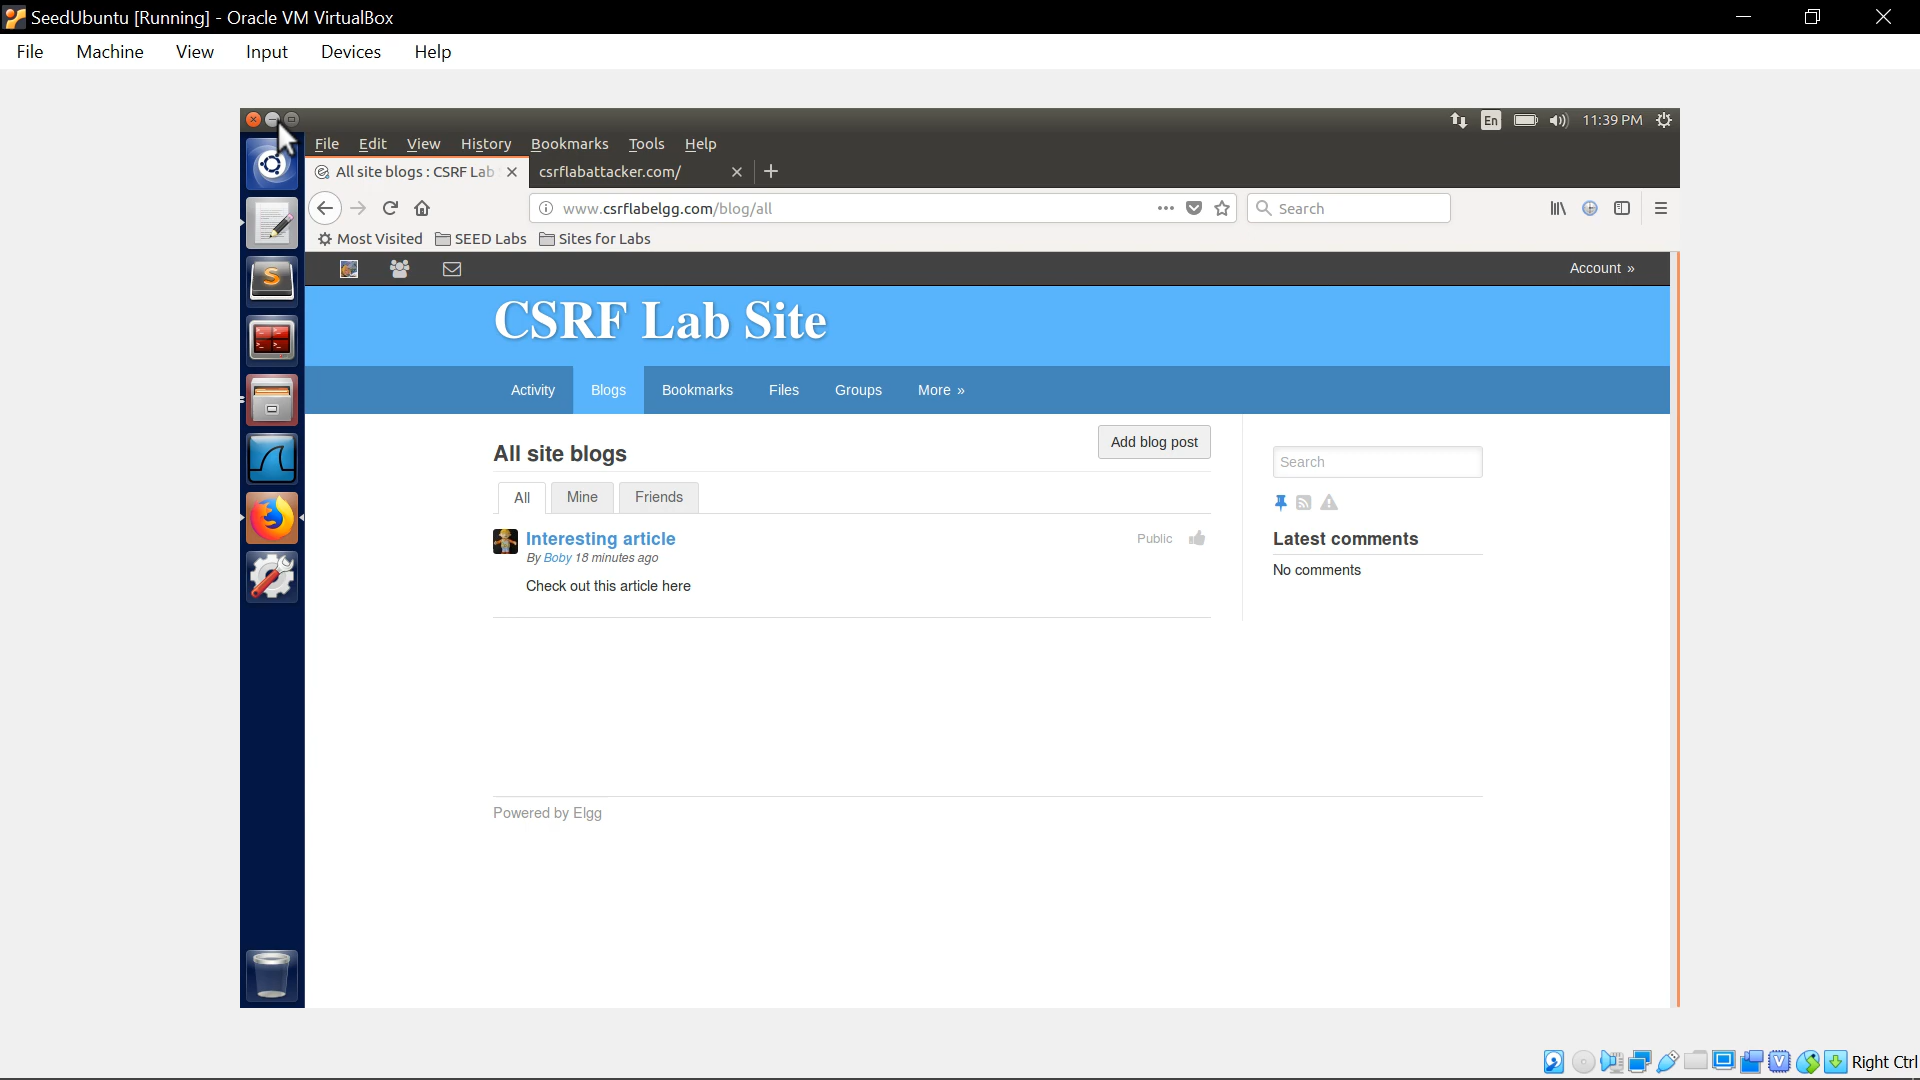 SeedUbuntu [Running] - Oracle VM VirtualBox
File Machine View Input Devices Help
En 11:39 PM
File Edit View History Bookmarks Tools Help
All site blogs : CSRF Lab
csrflabattacker.com/
www.csrflabelgg.com/blog/all
Search
Most Visited SEED Labs Sites for Labs
Account »
CSRF Lab Site
Activity Blogs Bookmarks Files Groups More »
All site blogs
Add blog post
Search
All Mine Friends
Interesting article
Public
By Boby 18 minutes ago
Check out this article here
Latest comments
No comments
Powered by Elgg
Right Ctrl